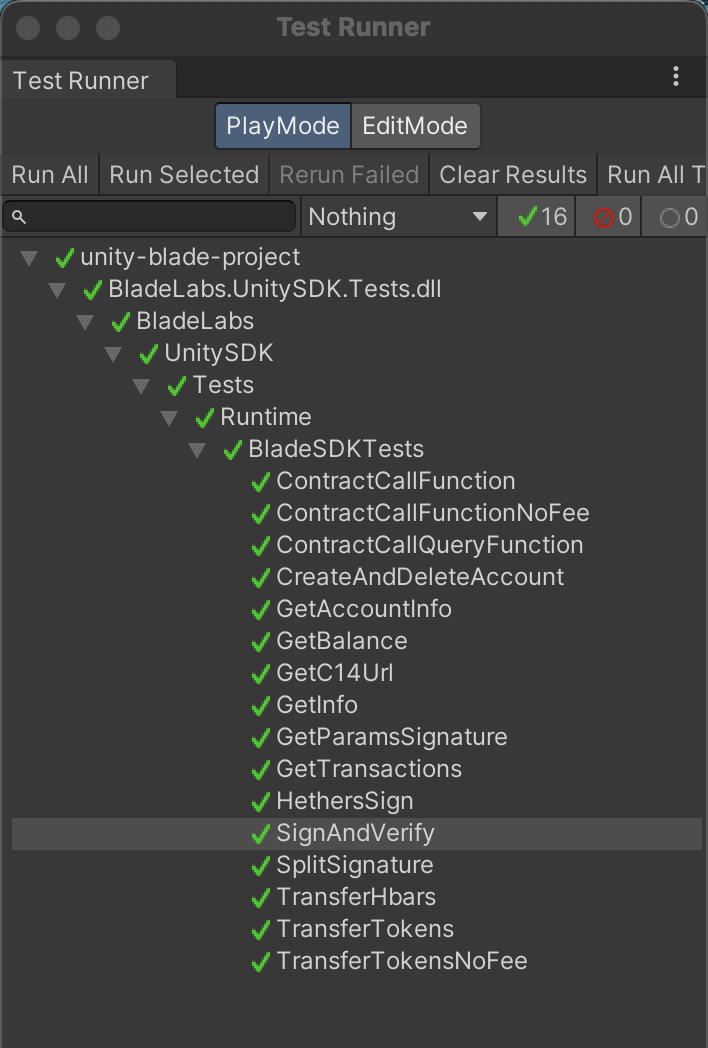 Test Runner
Test Runner
PlayMode EditMode
Run All Run Selected Rerun Failed Clear Results Run All T
Nothing 16 0 0
unity-blade-project
BladeLabs.UnitySDK.Tests.dll
BladeLabs
UnitySDK
Tests
Runtime
BladeSDKTests
ContractCallFunction
ContractCallFunctionNoFee
ContractCallQueryFunction
CreateAndDeleteAccount
GetAccountInfo
GetBalance
GetC14Url
GetInfo
GetParamsSignature
GetTransactions
HethersSign
SignAndVerify
SplitSignature
TransferHbars
TransferTokens
TransferTokensNoFee